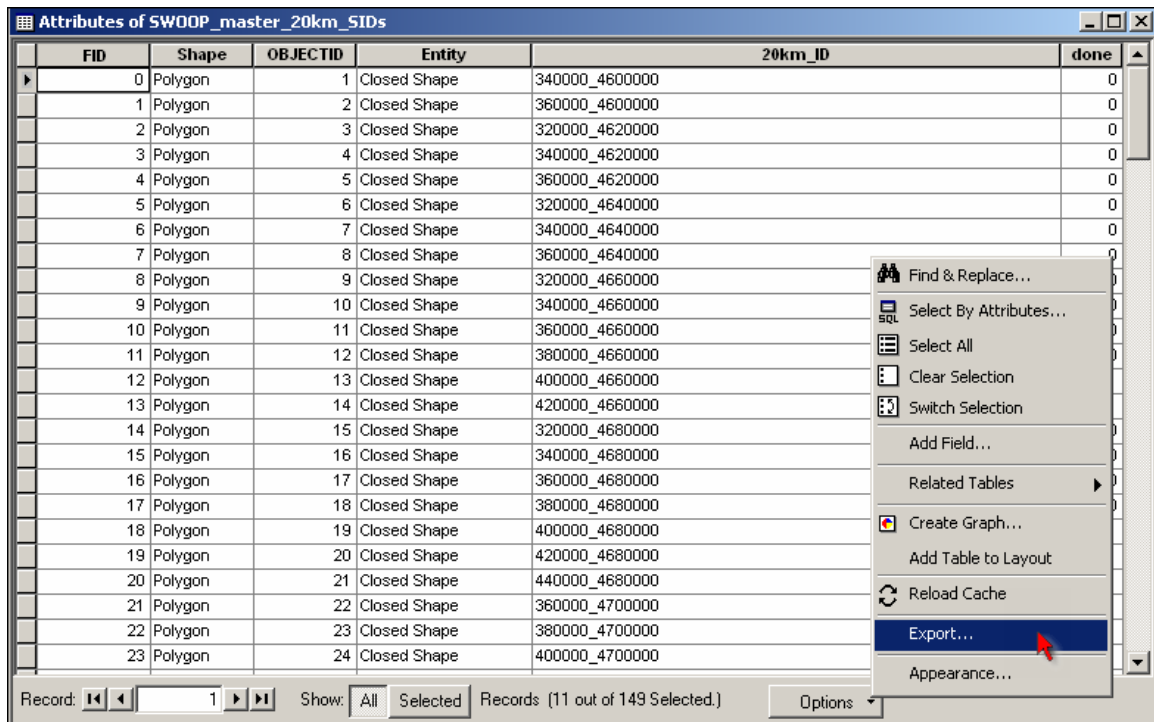 Attributes of SWOOP_master_20km_SIDs
FID Shape OBJECTID Entity 20km_ID done
0 Polygon 1 Closed Shape 340000_4600000 0
1 Polygon 2 Closed Shape 360000_4600000 0
2 Polygon 3 Closed Shape 320000_4620000 0
3 Polygon 4 Closed Shape 340000_4620000 0
4 Polygon 5 Closed Shape 360000_4620000 0
5 Polygon 6 Closed Shape 320000_4640000 0
6 Polygon 7 Closed Shape 340000_4640000 0
7 Polygon 8 Closed Shape 360000_4640000
8 Polygon 9 Closed Shape 320000_4660000
9 Polygon 10 Closed Shape 340000_4660000
10 Polygon 11 Closed Shape 360000_4660000
11 Polygon 12 Closed Shape 380000_4660000
12 Polygon 13 Closed Shape 400000_4660000
13 Polygon 14 Closed Shape 420000_4660000
14 Polygon 15 Closed Shape 320000_4680000
15 Polygon 16 Closed Shape 340000_4680000
16 Polygon 17 Closed Shape 360000_4680000
17 Polygon 18 Closed Shape 380000_4680000
18 Polygon 19 Closed Shape 400000_4680000
19 Polygon 20 Closed Shape 420000_4680000
20 Polygon 21 Closed Shape 440000_4680000
21 Polygon 22 Closed Shape 360000_4700000
22 Polygon 23 Closed Shape 380000_4700000
23 Polygon 24 Closed Shape 400000_4700000
Find & Replace...
SQL Select By Attributes...
Select All
Clear Selection
Switch Selection
Add Field...
Related Tables
Create Graph...
Add Table to Layout
Reload Cache
Export...
Appearance...
Record: 1 Show: All Selected Records (11 out of 149 Selected.) Options